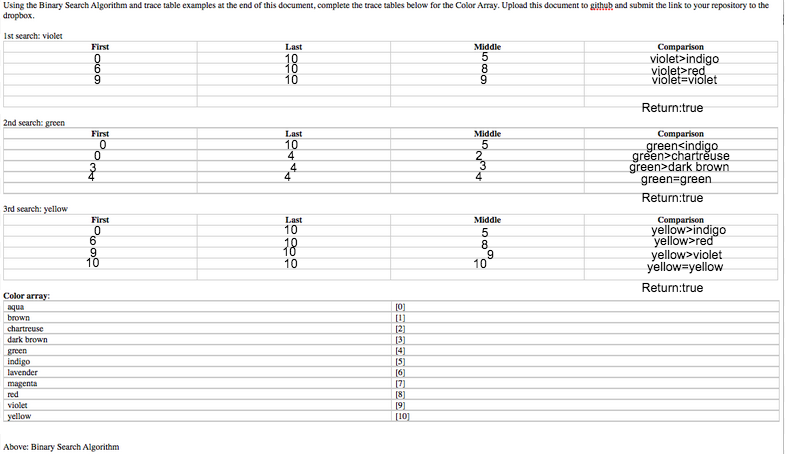 Using the Binary Search Algorithm and trace table examples at the end of this document, complete the trace tables below for the Color Array. Upload this document to github and submit the link to your repository to the
dropbox.
1st search: violet
First Last Middle Comparison
0 10 5 violet>indigo
6 10 8 violet>red
9 10 9 violet=violet
Return:true
2nd search: green
First Last Middle Comparison
0 10 5 green<indigo
0 4 2 green>chartreuse
3 4 3 green>dark brown
4 4 4 green=green
Return:true
3rd search: yellow
First Last Middle Comparison
0 10 5 yellow>indigo
6 10 8 yellow>red
9 10 9 yellow>violet
10 10 10 yellow=yellow
Return:true
Color array:
aqua [0]
brown [1]
chartreuse [2]
dark brown [3]
green [4]
indigo [5]
lavender [6]
magenta [7]
red [8]
violet [9]
yellow [10]
Above: Binary Search Algorithm